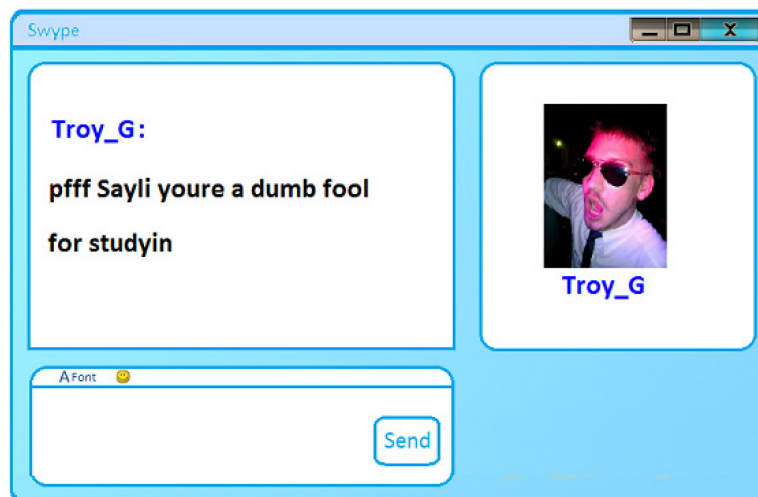 Swype
Troy_G:
pfff Sayli youre a dumb fool
for studyin
Troy_G
A Font
Send